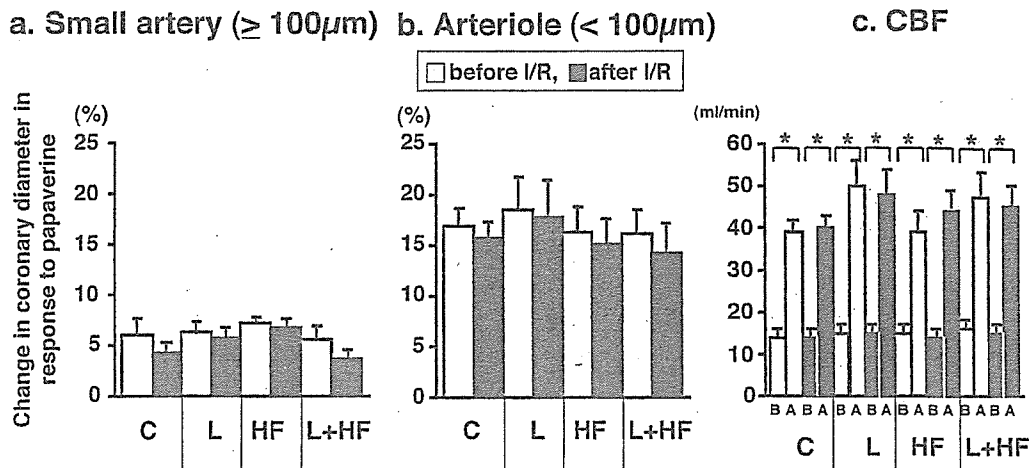 a. Small artery (≥ 100μm)
b. Arteriole (< 100μm)
c. CBF
before I/R, after I/R
Change in coronary diameter in
response to papaverine
(%)
25
20
15
10
5
0
C L HF L+HF
(%)
25
20
15
10
5
0
C L HF L+HF
(ml/min)
60
50
40
30
20
10
0
* * * * * * * *
B A B A B A B A B A B A B A B A
C L HF L+HF